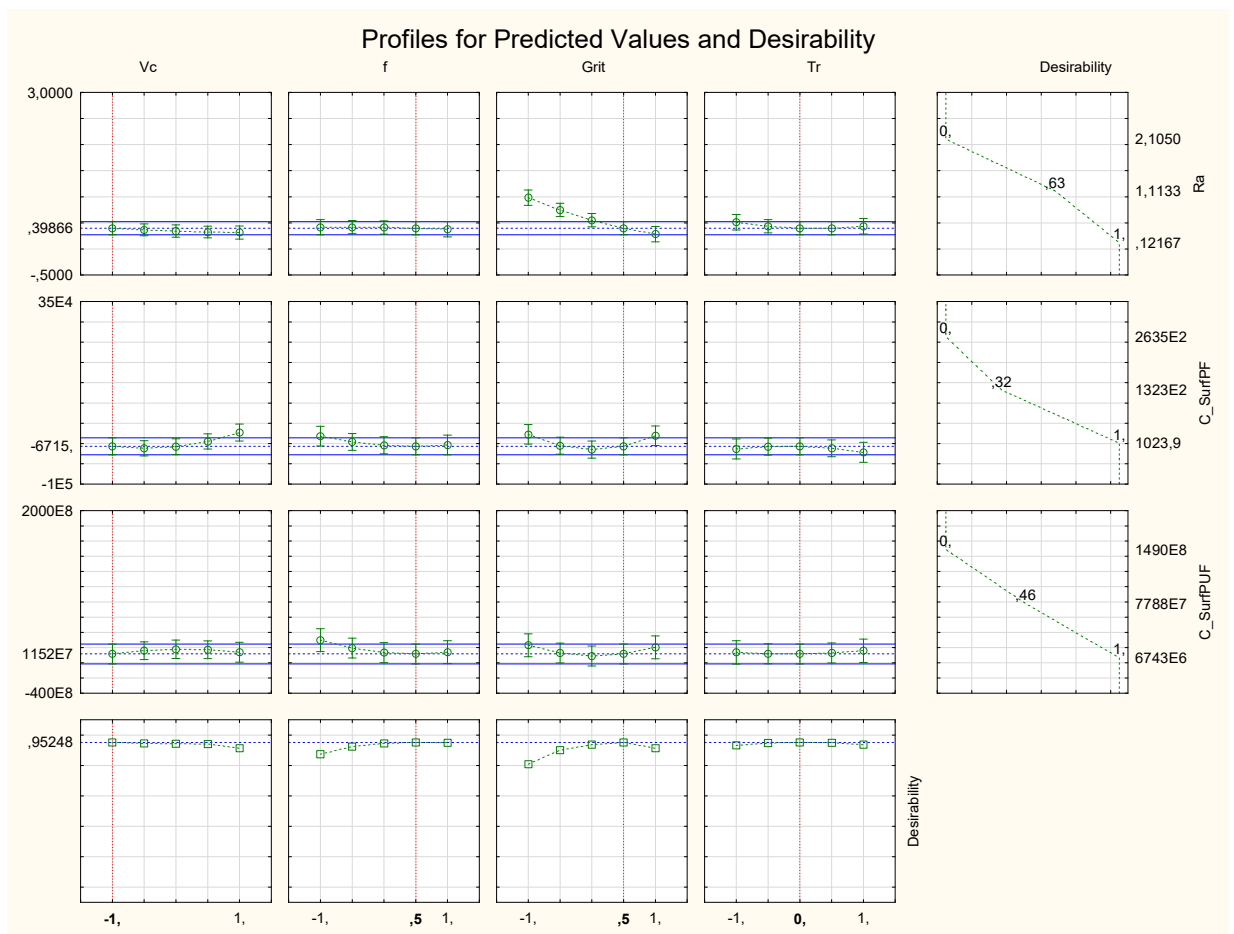 Profiles for Predicted Values and Desirability
Vc f Grit Tr Desirability
3,0000
,39866
-,5000
0,
,63
1,
2,1050
1,1133
,12167
Ra
35E4
-6715,
-1E5
0,
,32
1,
2635E2
1323E2
1023,9
C_SurfPF
2000E8
1152E7
-400E8
0,
,46
1,
1490E8
7788E7
6743E6
C_SurfPUF
,95248
Desirability
-1, 1, -1, ,5 1, -1, ,5 1, -1, 0, 1,